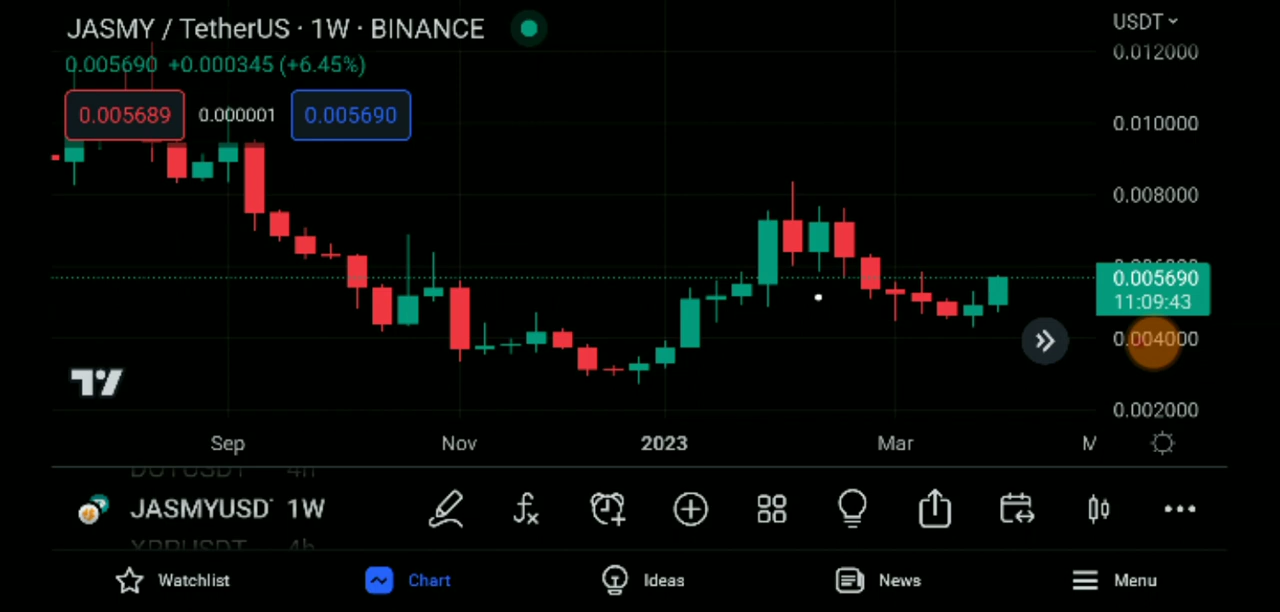 JASMY / TetherUS · 1W · BINANCE
USDT
0.012000
0.005690 +0.000345 (+6.45%)
0.005689 0.000001 0.005690
0.010000
0.008000
0.005690
11:09:43
0.004000
0.002000
Sep Nov 2023 Mar M
JASMYUSD 1W
Watchlist Chart Ideas News Menu